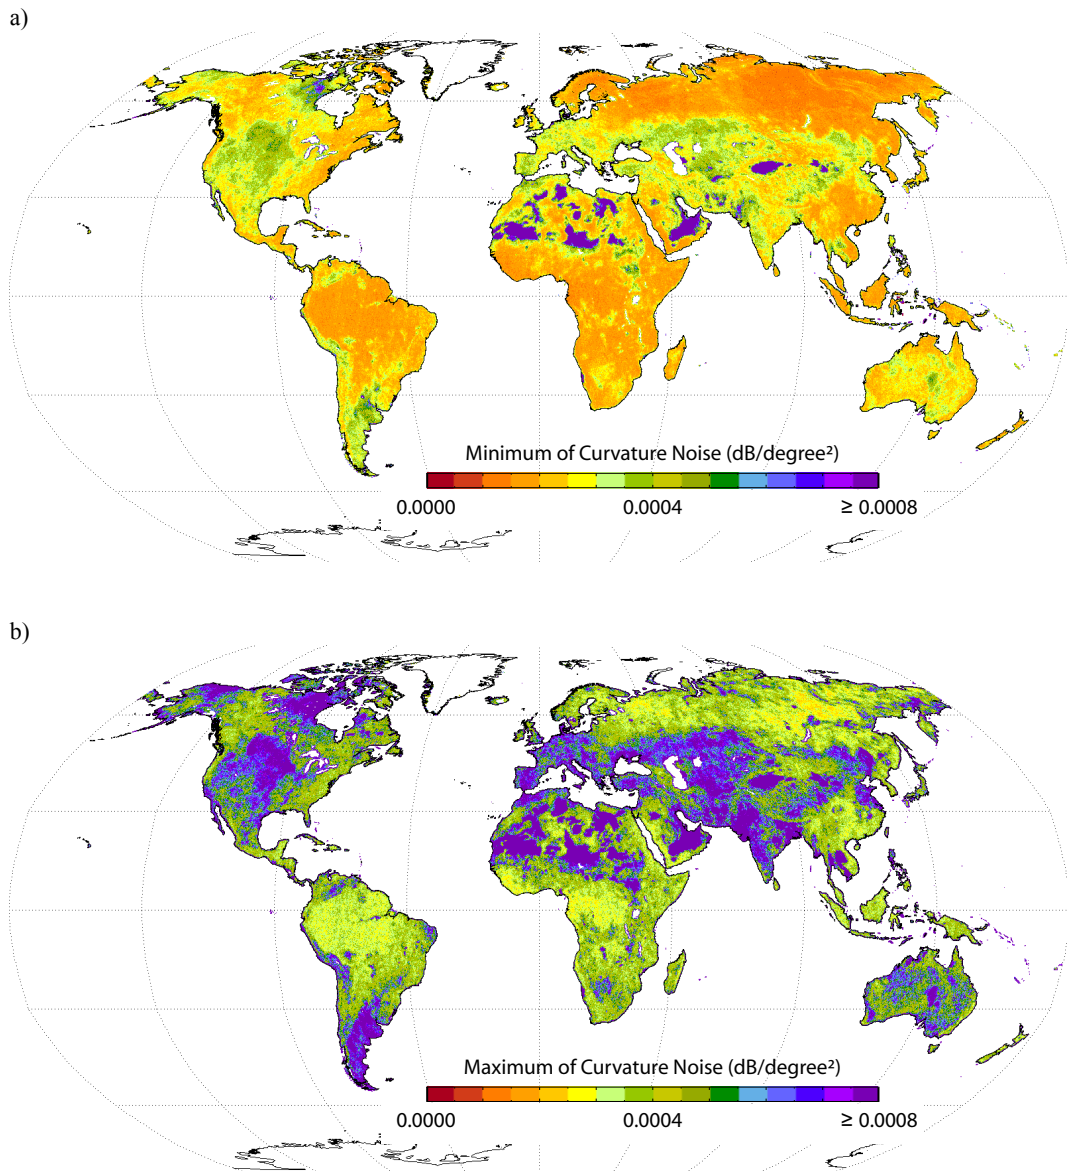 a)
Minimum of Curvature Noise (dB/degree²)
0.0000 0.0004 ≥ 0.0008
b)
Maximum of Curvature Noise (dB/degree²)
0.0000 0.0004 ≥ 0.0008